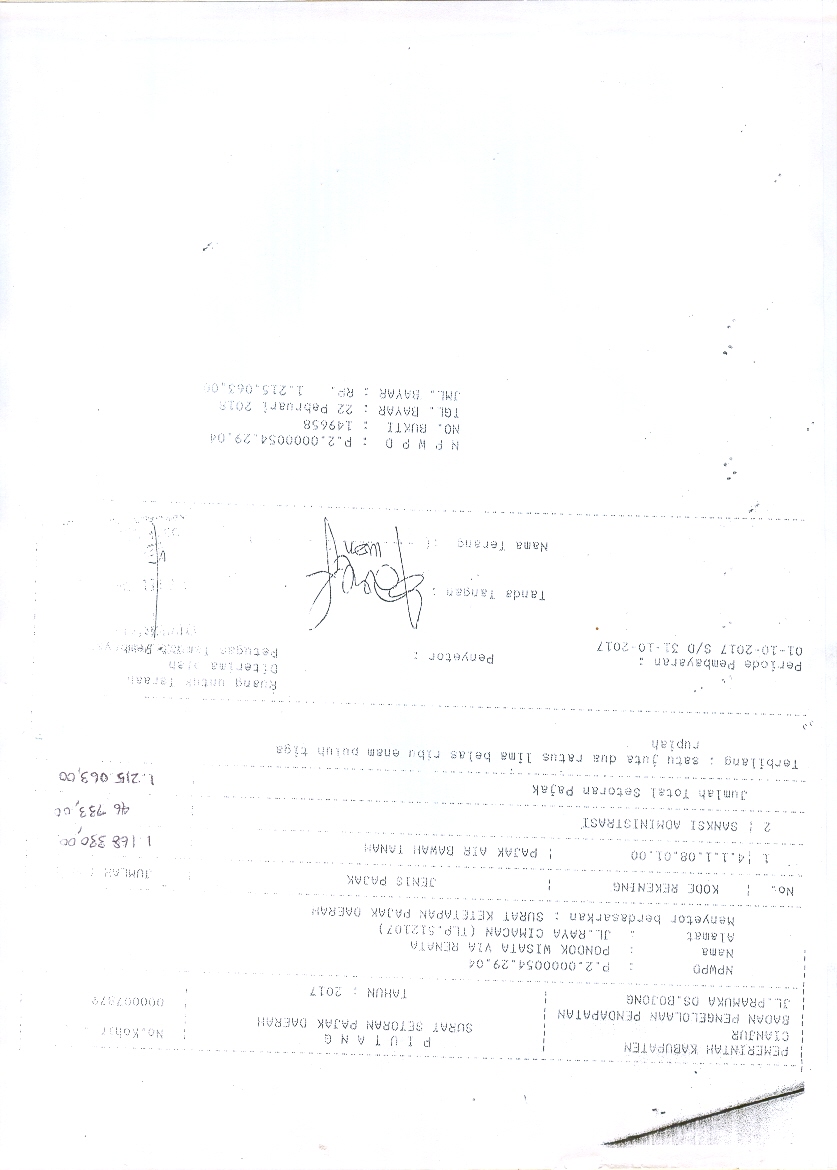 PEMERINTAH KABUPATEN
CIANJUR
BADAN PENGELOLAAN PENDAPATAN
JL.PRAMUKA DS.BOJONG
P I U T A N G
SURAT SETORAN PAJAK DAERAH
TAHUN : 2017
No.Kohir
000007879
NPWPD : P.2.0000054.29.04
Nama : PONDOK WISATA VIA RENATA
Alamat : JL.RAYA CIMACAN (TLP.512107)
Menyetor berdasarkan : SURAT KETETAPAN PAJAK DAERAH
No. | KODE REKENING | JENIS PAJAK | JUMLAH
1 | 4.1.1.08.01.00 | PAJAK AIR BAWAH TANAH 1.168.330,00
2 | SANKSI ADMINISTRASI 46 733,00
Jumlah Total Setoran Pajak 1.215 063,00
Terbilang : satu juta dua ratus lima belas ribu enam puluh tiga
rupiah
Periode Pembayaran :
01-10-2017 S/D 31-10-2017
Penyetor :
Tanda Tangan :
Nama Terang :
Ruang untuk Teraan
Diterima oleh
Petugas Tempat
N P W P D : P.2.0000054.29.04
NO. BUKTI : 149658
TGL. BAYAR : 22 Pebruari 2018
JML. BAYAR : RP. 1.215.063,00